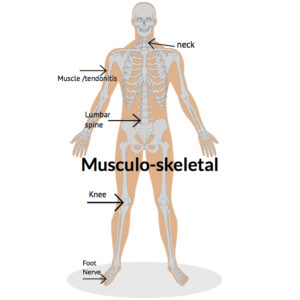 neck
Muscle /tendonitis
Lumbar
spine
Musculo-skeletal
Knee
Foot
Nerve